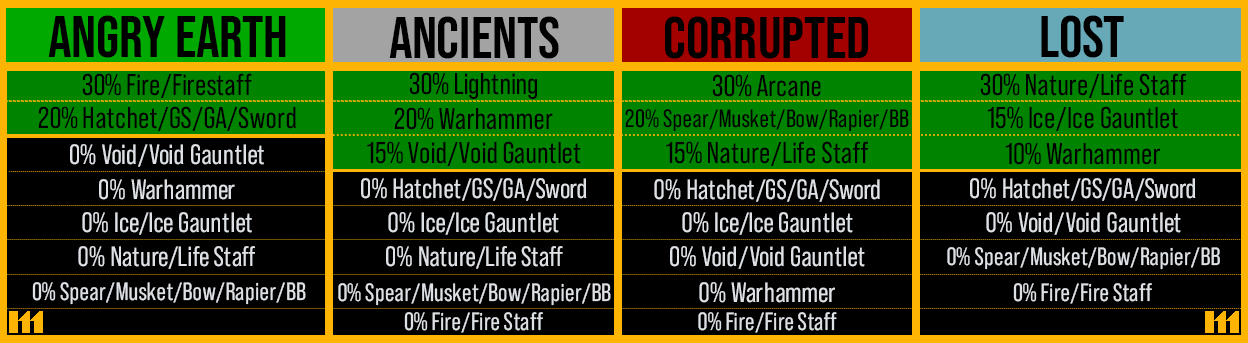 ANGRY EARTH
30% Fire/Firestaff
20% Hatchet/GS/GA/Sword
0% Void/Void Gauntlet
0% Warhammer
0% Ice/Ice Gauntlet
0% Nature/Life Staff
0% Spear/Musket/Bow/Rapier/BB
ANCIENTS
30% Lightning
20% Warhammer
15% Void/Void Gauntlet
0% Hatchet/GS/GA/Sword
0% Ice/Ice Gauntlet
0% Nature/Life Staff
0% Spear/Musket/Bow/Rapier/BB
0% Fire/Fire Staff
CORRUPTED
30% Arcane
20% Spear/Musket/Bow/Rapier/BB
15% Nature/Life Staff
0% Hatchet/GS/GA/Sword
0% Ice/Ice Gauntlet
0% Void/Void Gauntlet
0% Warhammer
0% Fire/Fire Staff
LOST
30% Nature/Life Staff
15% Ice/Ice Gauntlet
10% Warhammer
0% Hatchet/GS/GA/Sword
0% Void/Void Gauntlet
0% Spear/Musket/Bow/Rapier/BB
0% Fire/Fire Staff